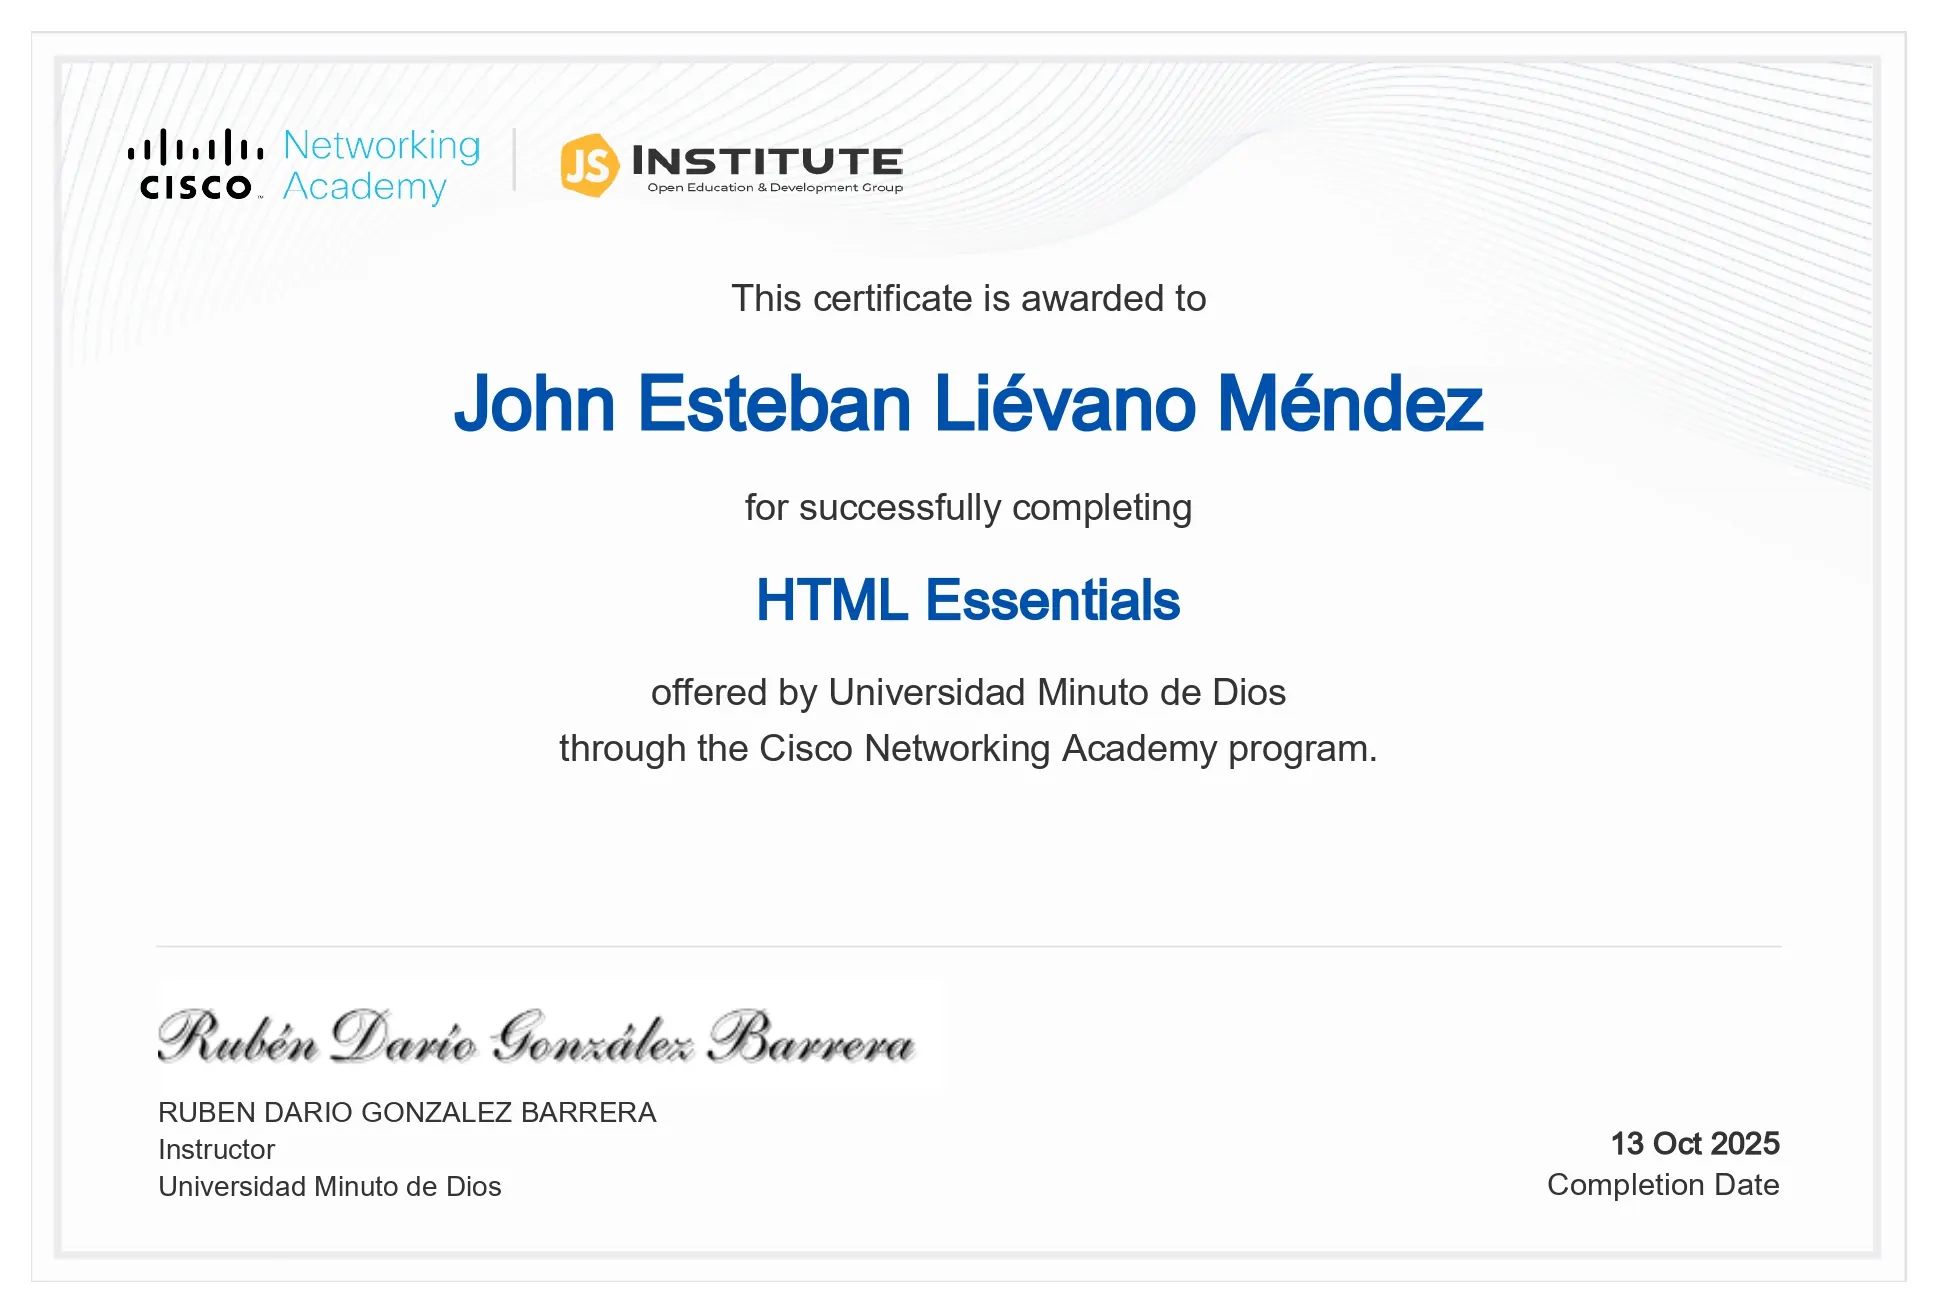 CISCO™ Networking Academy
JS INSTITUTE
Open Education & Development Group
This certificate is awarded to
John Esteban Liévano Méndez
for successfully completing
HTML Essentials
offered by Universidad Minuto de Dios
through the Cisco Networking Academy program.
Rubén Darío González Barrera
RUBEN DARIO GONZALEZ BARRERA
Instructor
Universidad Minuto de Dios
13 Oct 2025
Completion Date